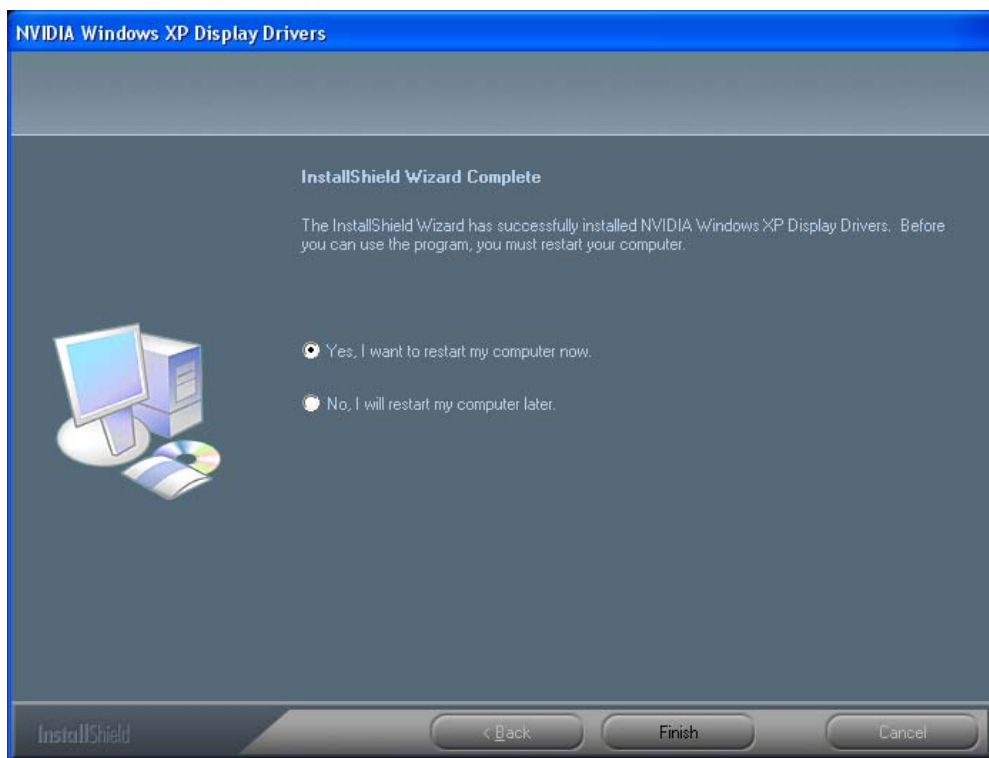 NVIDIA Windows XP Display Drivers
InstallShield Wizard Complete
The InstallShield Wizard has successfully installed NVIDIA Windows XP Display Drivers. Before
you can use the program, you must restart your computer.
Yes, I want to restart my computer now.
No, I will restart my computer later.
InstallShield
< Back
Finish
Cancel